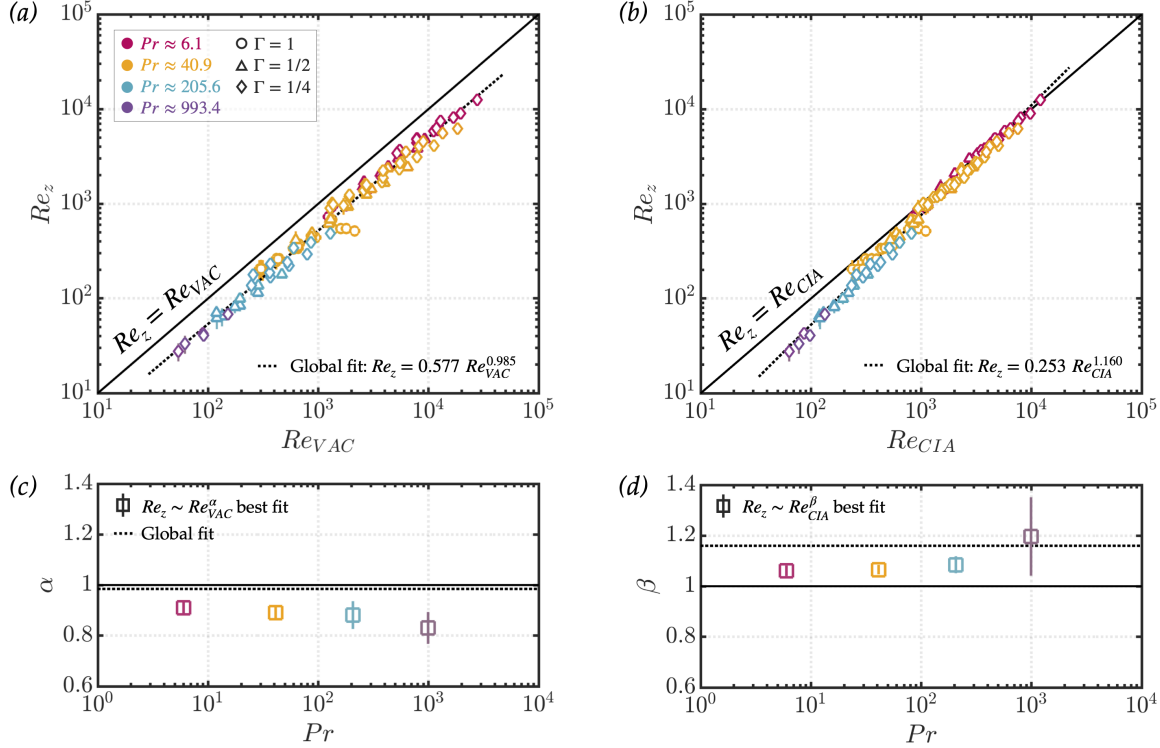 (a)
10^5
10^4
10^3
10^2
10^1
Re_z
Pr ≈ 6.1
Pr ≈ 40.9
Pr ≈ 205.6
Pr ≈ 993.4
Γ = 1
Γ = 1/2
Γ = 1/4
Re_z = Re_VAC
Global fit: Re_z = 0.577 Re_VAC^0.985
10^1 10^2 10^3 10^4 10^5
Re_VAC
(b)
10^5
10^4
10^3
10^2
10^1
Re_z
Re_z = Re_CIA
Global fit: Re_z = 0.253 Re_CIA^1.160
10^1 10^2 10^3 10^4 10^5
Re_CIA
(c)
1.4
1.2
1
0.8
0.6
α
Re_z ~ Re_VAC^α best fit
Global fit
10^0 10^1 10^2 10^3 10^4
Pr
(d)
1.4
1.2
1
0.8
0.6
β
Re_z ~ Re_CIA^β best fit
10^0 10^1 10^2 10^3 10^4
Pr